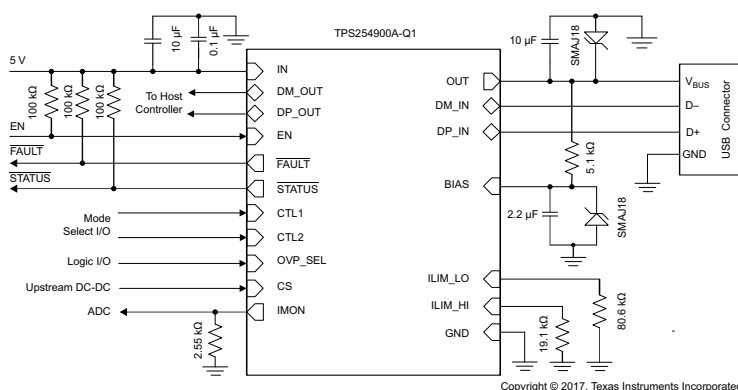 TPS254900A-Q1
10 µF
0.1 µF
5 V
100 kΩ
100 kΩ
100 kΩ
To Host
Controller
EN
FAULT
STATUS
Mode
Select I/O
Logic I/O
Upstream DC-DC
ADC
2.55 kΩ
IN
DM_OUT
DP_OUT
EN
FAULT
STATUS
CTL1
CTL2
OVP_SEL
CS
IMON
OUT
DM_IN
DP_IN
BIAS
ILIM_LO
ILIM_HI
GND
10 µF
SMAJ18
5.1 kΩ
2.2 µF
SMAJ18
80.6 kΩ
19.1 kΩ
VBUS
D–
D+
GND
USB Connector
Copyright © 2017, Texas Instruments Incorporated